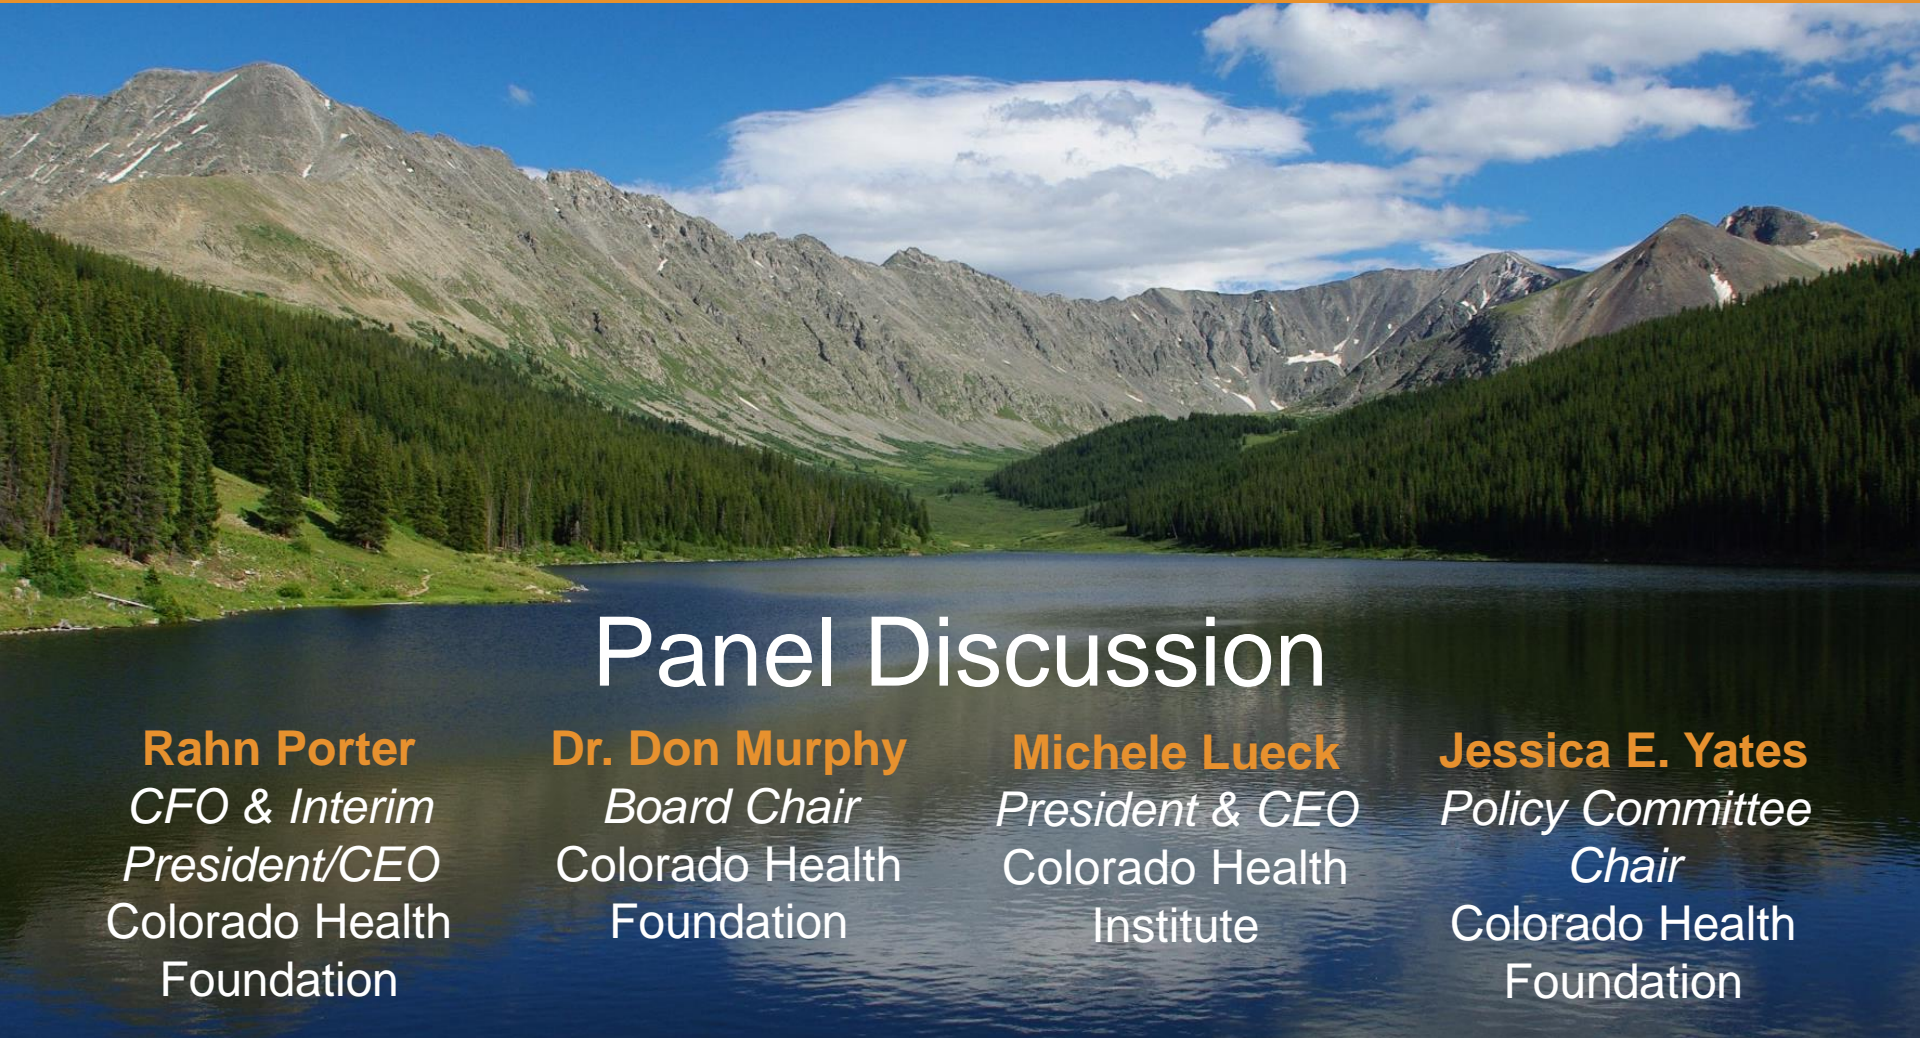 Panel Discussion
Rahn Porter
CFO & Interim
President/CEO
Colorado Health
Foundation
Dr. Don Murphy
Board Chair
Colorado Health
Foundation
Michele Lueck
President & CEO
Colorado Health
Institute
Jessica E. Yates
Policy Committee
Chair
Colorado Health
Foundation